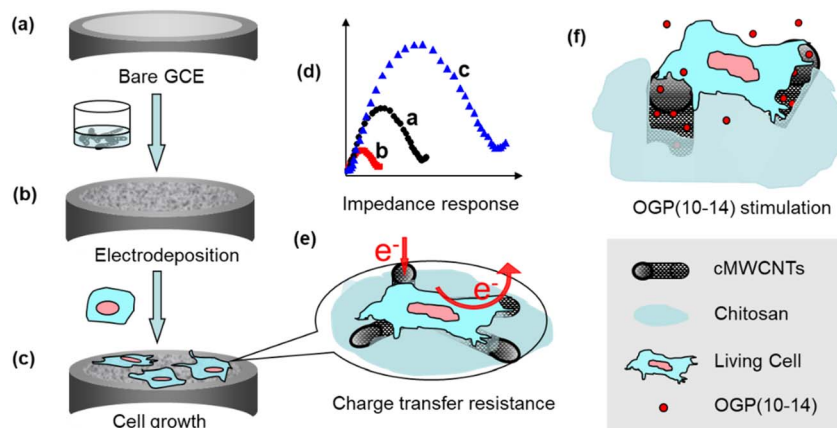 (a)
Bare GCE
(b)
Electrodeposition
(c)
Cell growth
(d)
c
a
b
Impedance response
(e)
e-
e-
Charge transfer resistance
(f)
OGP(10-14) stimulation
cMWCNTs
Chitosan
Living Cell
OGP(10-14)